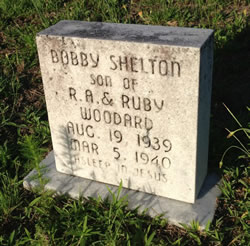 BOBBY SHELTON
SON OF
R.A. & RUBY
WOODARD
AUG. 19, 1939
MAR. 5, 1940
ASLEEP IN JESUS